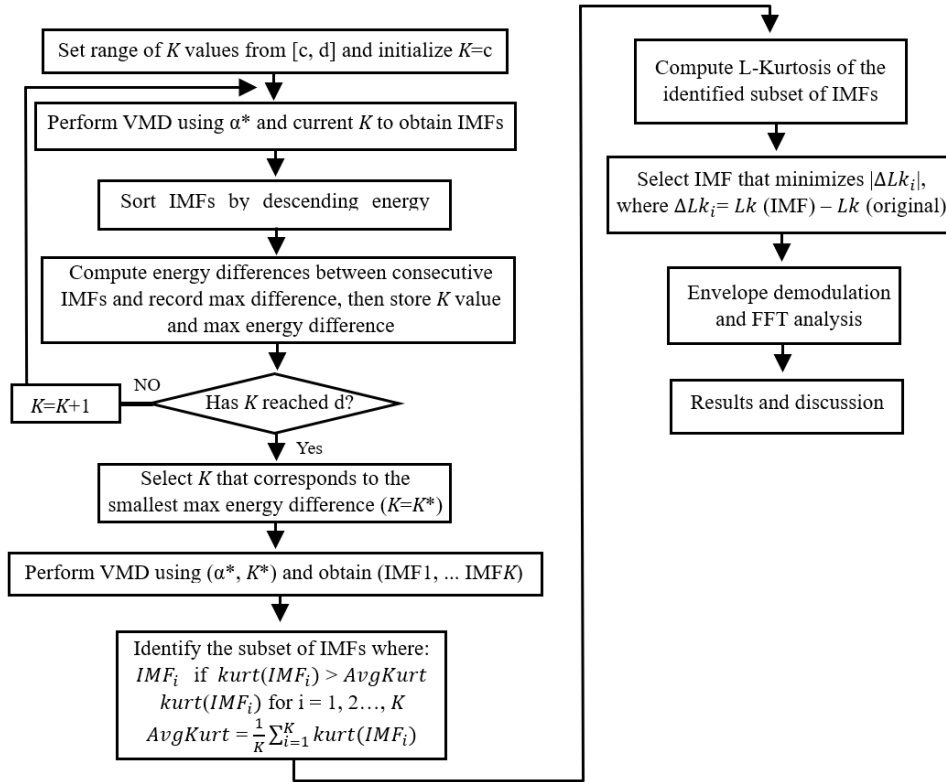 Set range of K values from [c, d] and initialize K=c
Perform VMD using α* and current K to obtain IMFs
Sort IMFs by descending energy
Compute energy differences between consecutive
IMFs and record max difference, then store K value
and max energy difference
NO
K=K+1
Has K reached d?
Yes
Select K that corresponds to the
smallest max energy difference (K=K*)
Perform VMD using (α*, K*) and obtain (IMF1, ... IMFK)
Identify the subset of IMFs where:
IMF_i if kurt(IMF_i) > AvgKurt
kurt(IMF_i) for i = 1, 2…, K
AvgKurt = \frac{1}{K} \sum_{i=1}^{K} kurt(IMF_i)
Compute L-Kurtosis of the
identified subset of IMFs
Select IMF that minimizes |ΔLk_i|,
where ΔLk_i= Lk (IMF) – Lk (original)
Envelope demodulation
and FFT analysis
Results and discussion